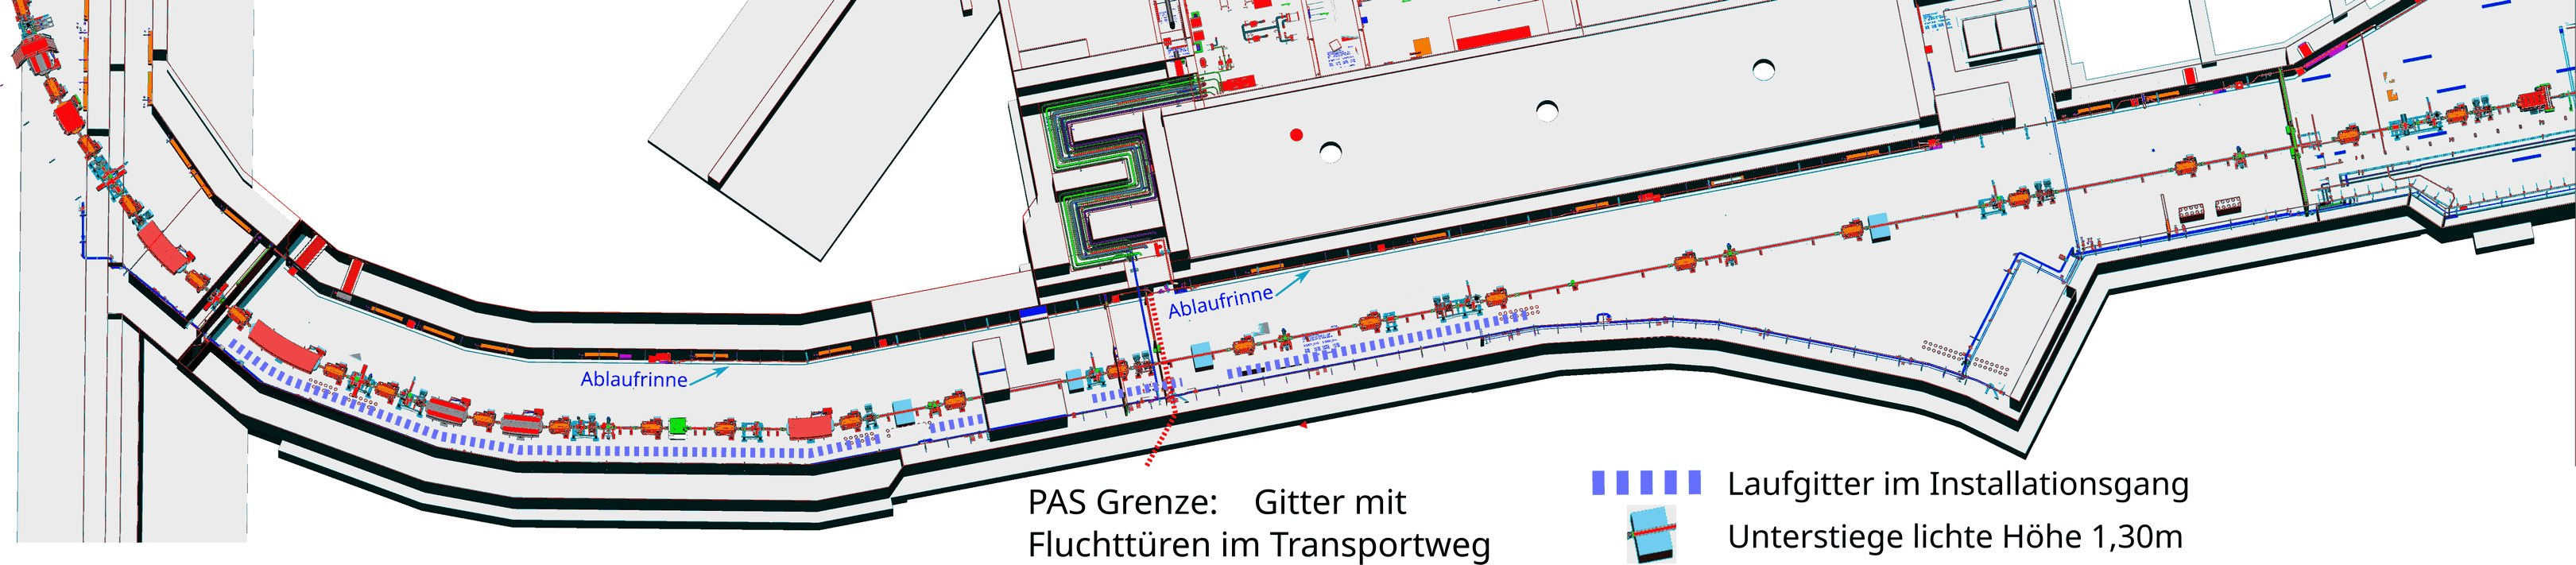 Ablaufrinne
Ablaufrinne
PAS Grenze: Gitter mit
Fluchttüren im Transportweg
Laufgitter im Installationsgang
Unterstiege lichte Höhe 1,30m